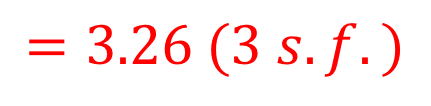 = 3.26 (3 s.f.)